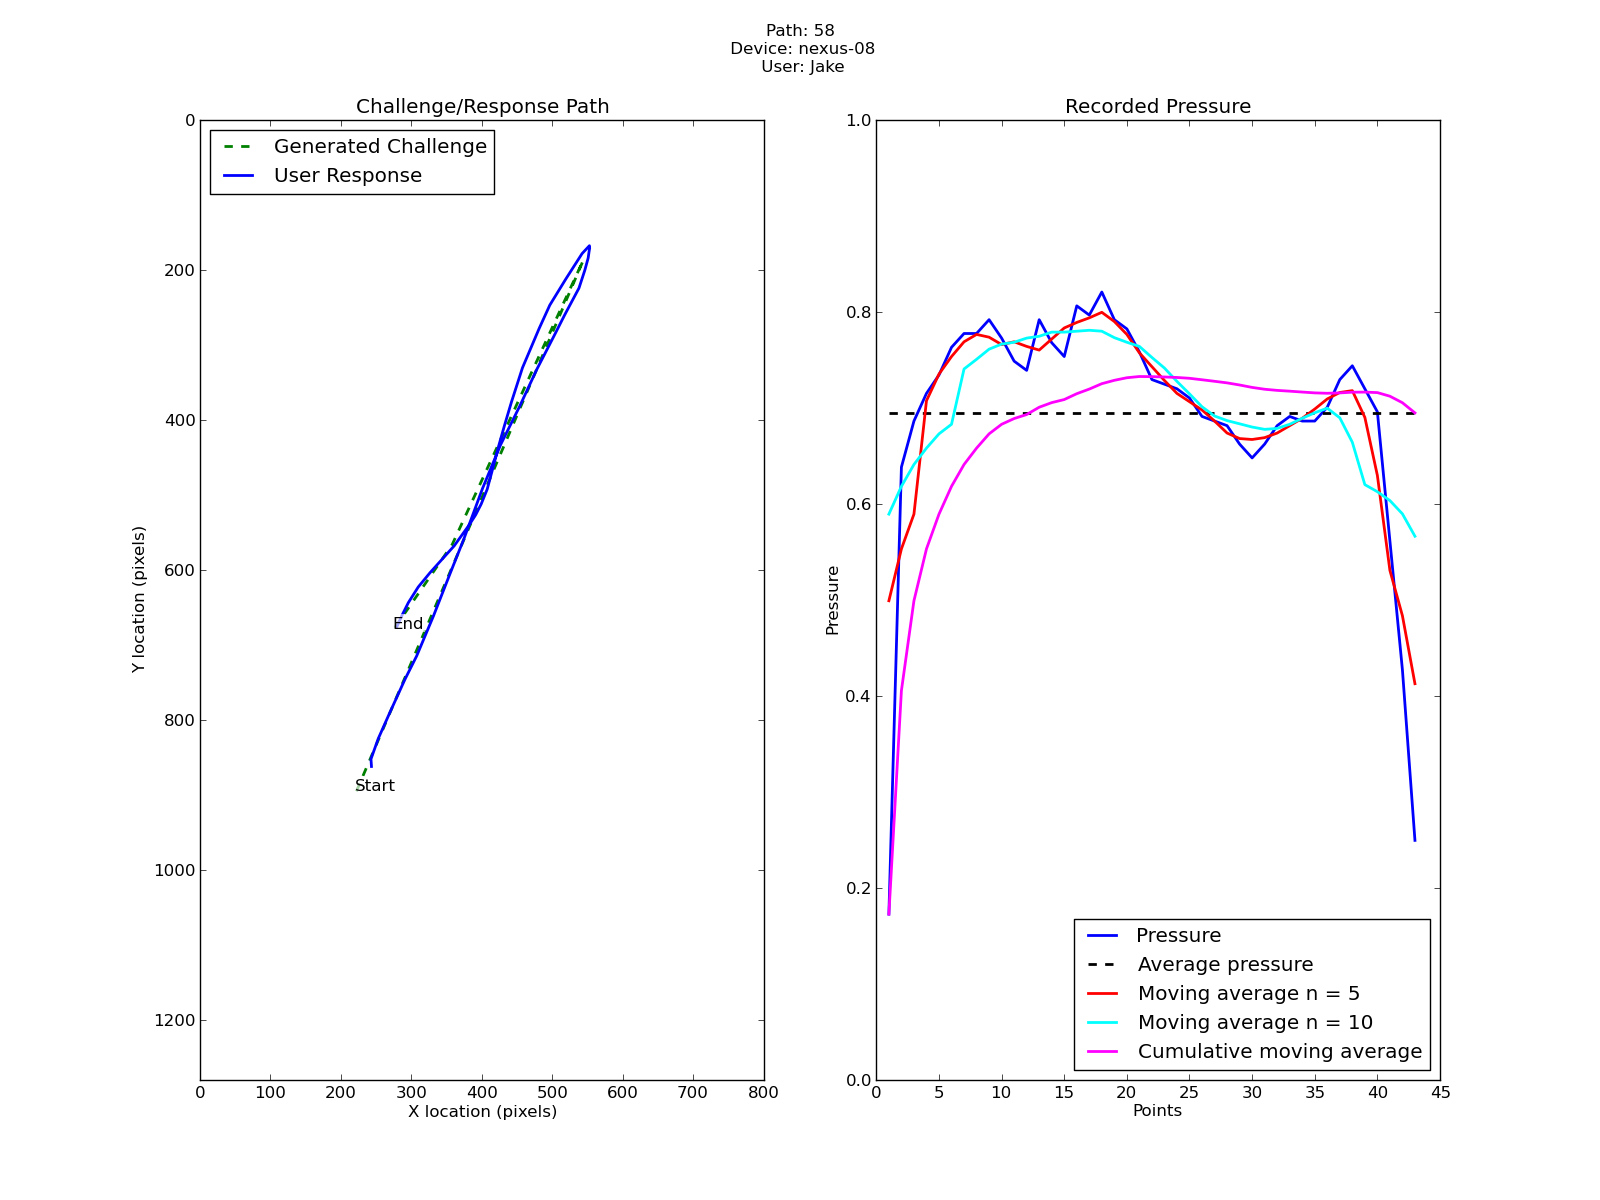 Path: 58
Device: nexus-08
User: Jake
Challenge/Response Path
Generated Challenge
User Response
0
200
400
600
800
1000
1200
Y location (pixels)
End
Start
0 100 200 300 400 500 600 700 800
X location (pixels)
Recorded Pressure
1.0
0.8
0.6
0.4
0.2
0.0
Pressure
Pressure
Average pressure
Moving average n = 5
Moving average n = 10
Cumulative moving average
0 5 10 15 20 25 30 35 40 45
Points